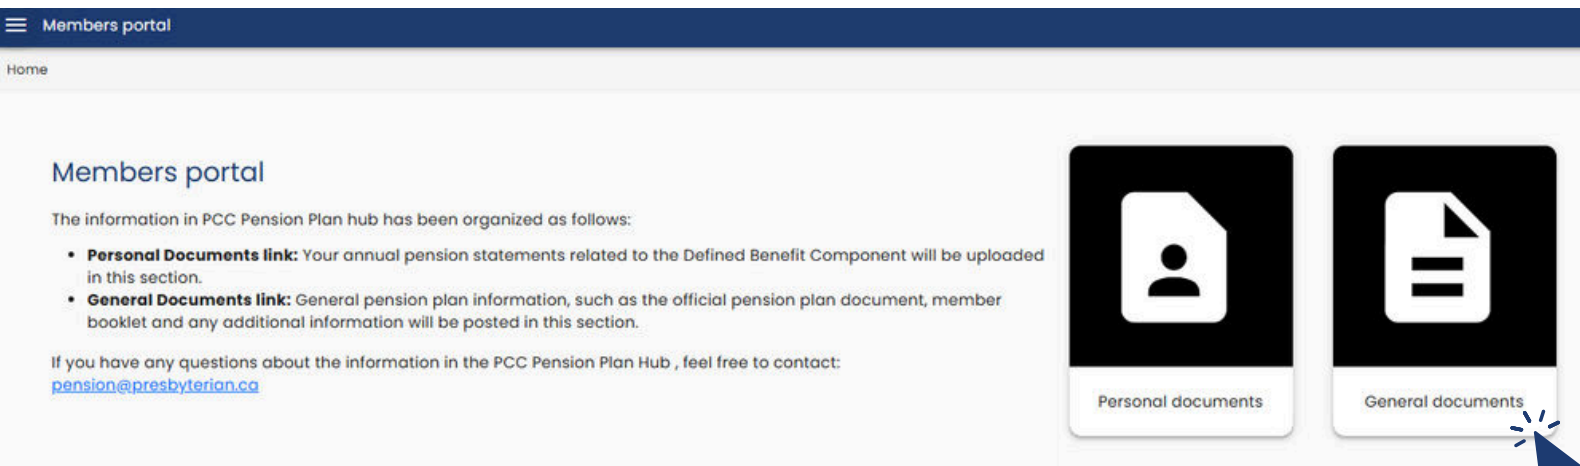 Members portal
Home
Members portal
The information in PCC Pension Plan hub has been organized as follows:
• Personal Documents link: Your annual pension statements related to the Defined Benefit Component will be uploaded
in this section.
• General Documents link: General pension plan information, such as the official pension plan document, member
booklet and any additional information will be posted in this section.
If you have any questions about the information in the PCC Pension Plan Hub , feel free to contact:
pension@presbyterian.ca
Personal documents
General documents